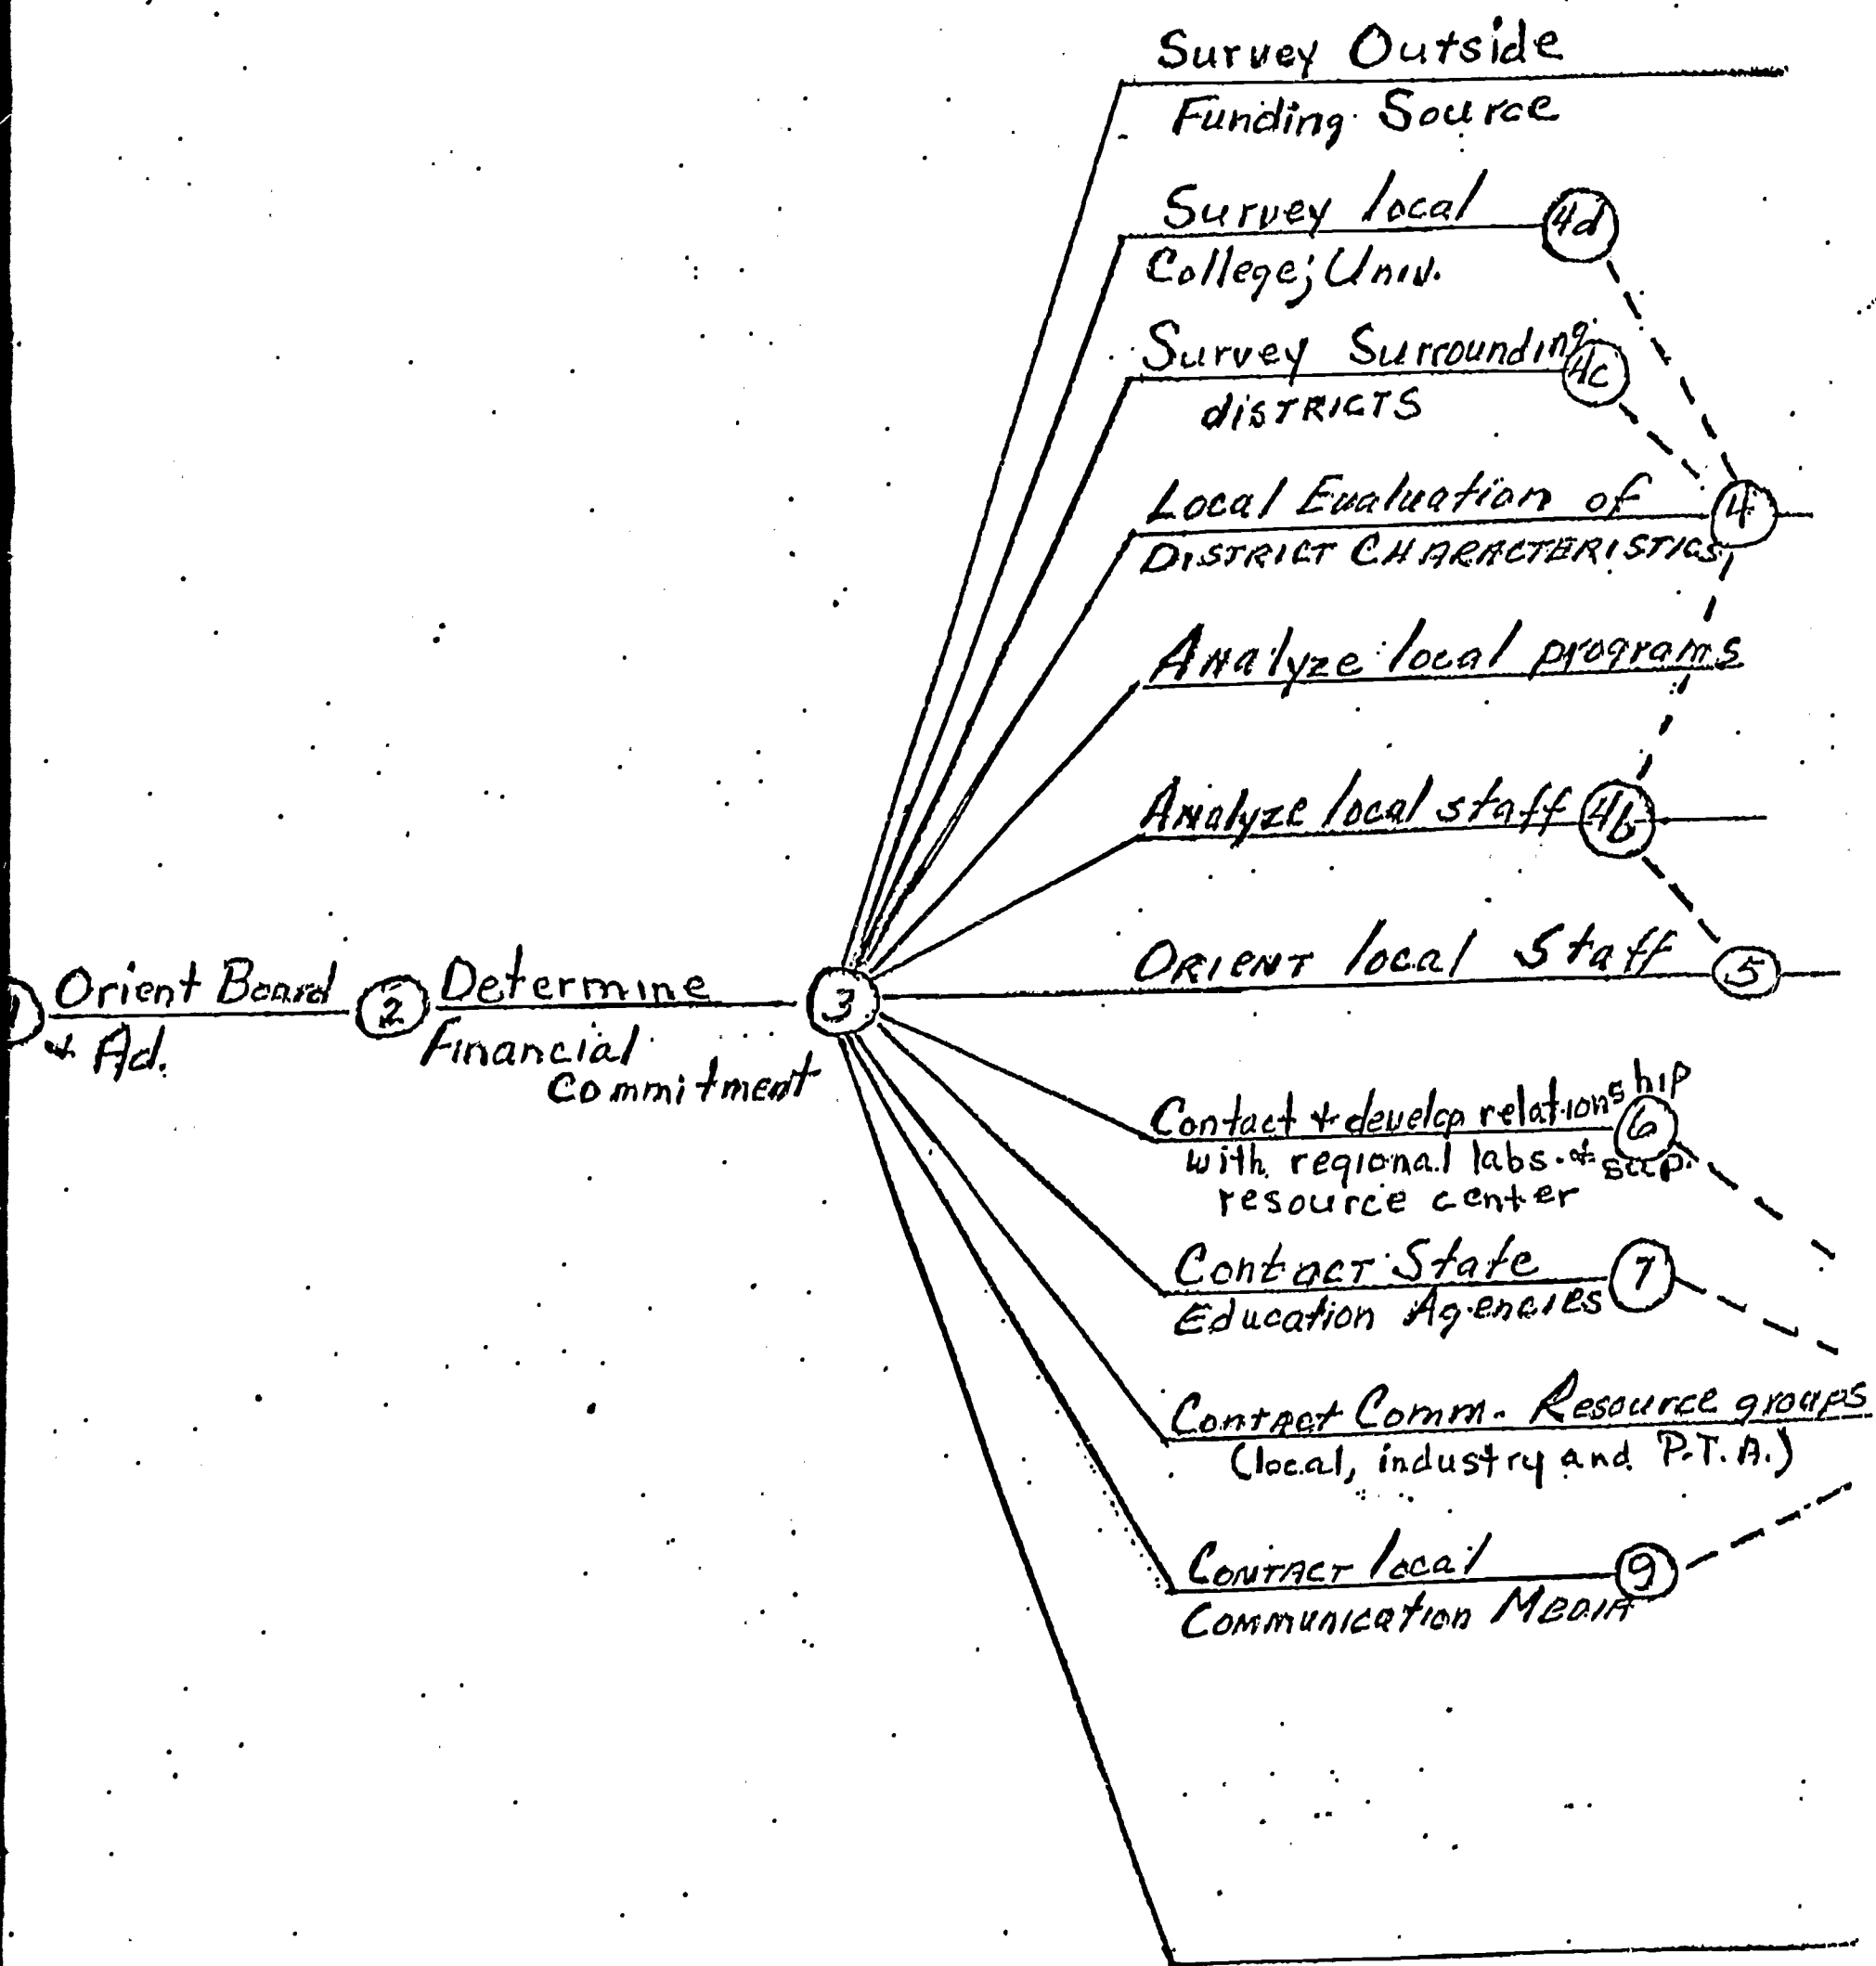 Survey Outside
Funding Source
Survey local 4d
College; Univ.
Survey Surrounding 4c
districts
Local Evaluation of 4
District Characteristics
Analyze local programs
Analyze local staff 4b
Orient local Staff 5
1 Orient Board 2 Determine 3
+ Ad. Financial
Commitment
Contact + develop relationship 6
with regional labs. + sup.
resource center
Contact State 7
Education Agencies
Contact Comm. Resource groups
(local, industry and P.T.A.)
Contact local 9
Communication Media